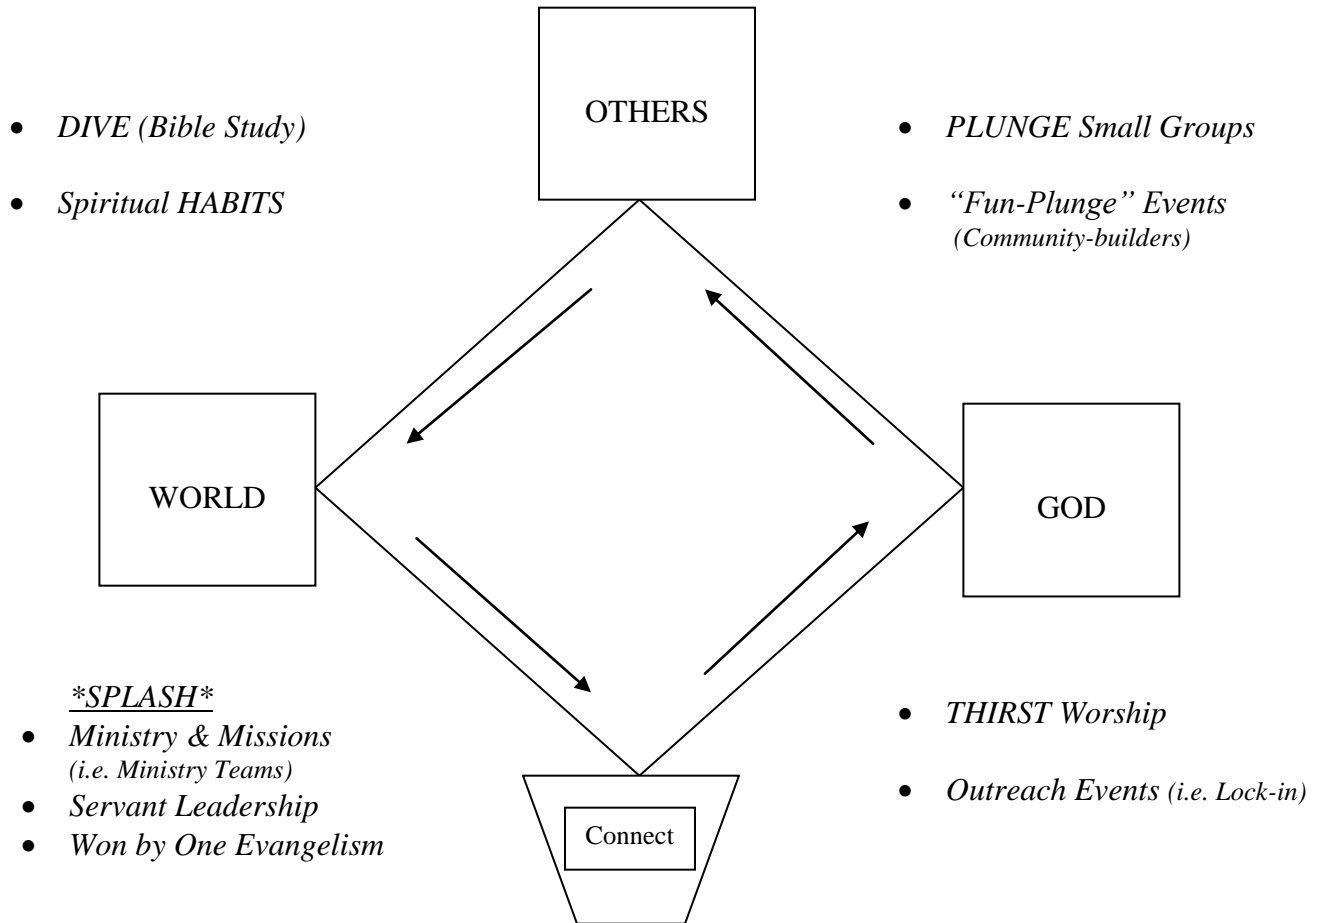 OTHERS
• DIVE (Bible Study)
• Spiritual HABITS
• PLUNGE Small Groups
• “Fun-Plunge” Events
(Community-builders)
WORLD
GOD
*SPLASH*
• Ministry & Missions
(i.e. Ministry Teams)
• Servant Leadership
• Won by One Evangelism
• THIRST Worship
• Outreach Events (i.e. Lock-in)
Connect